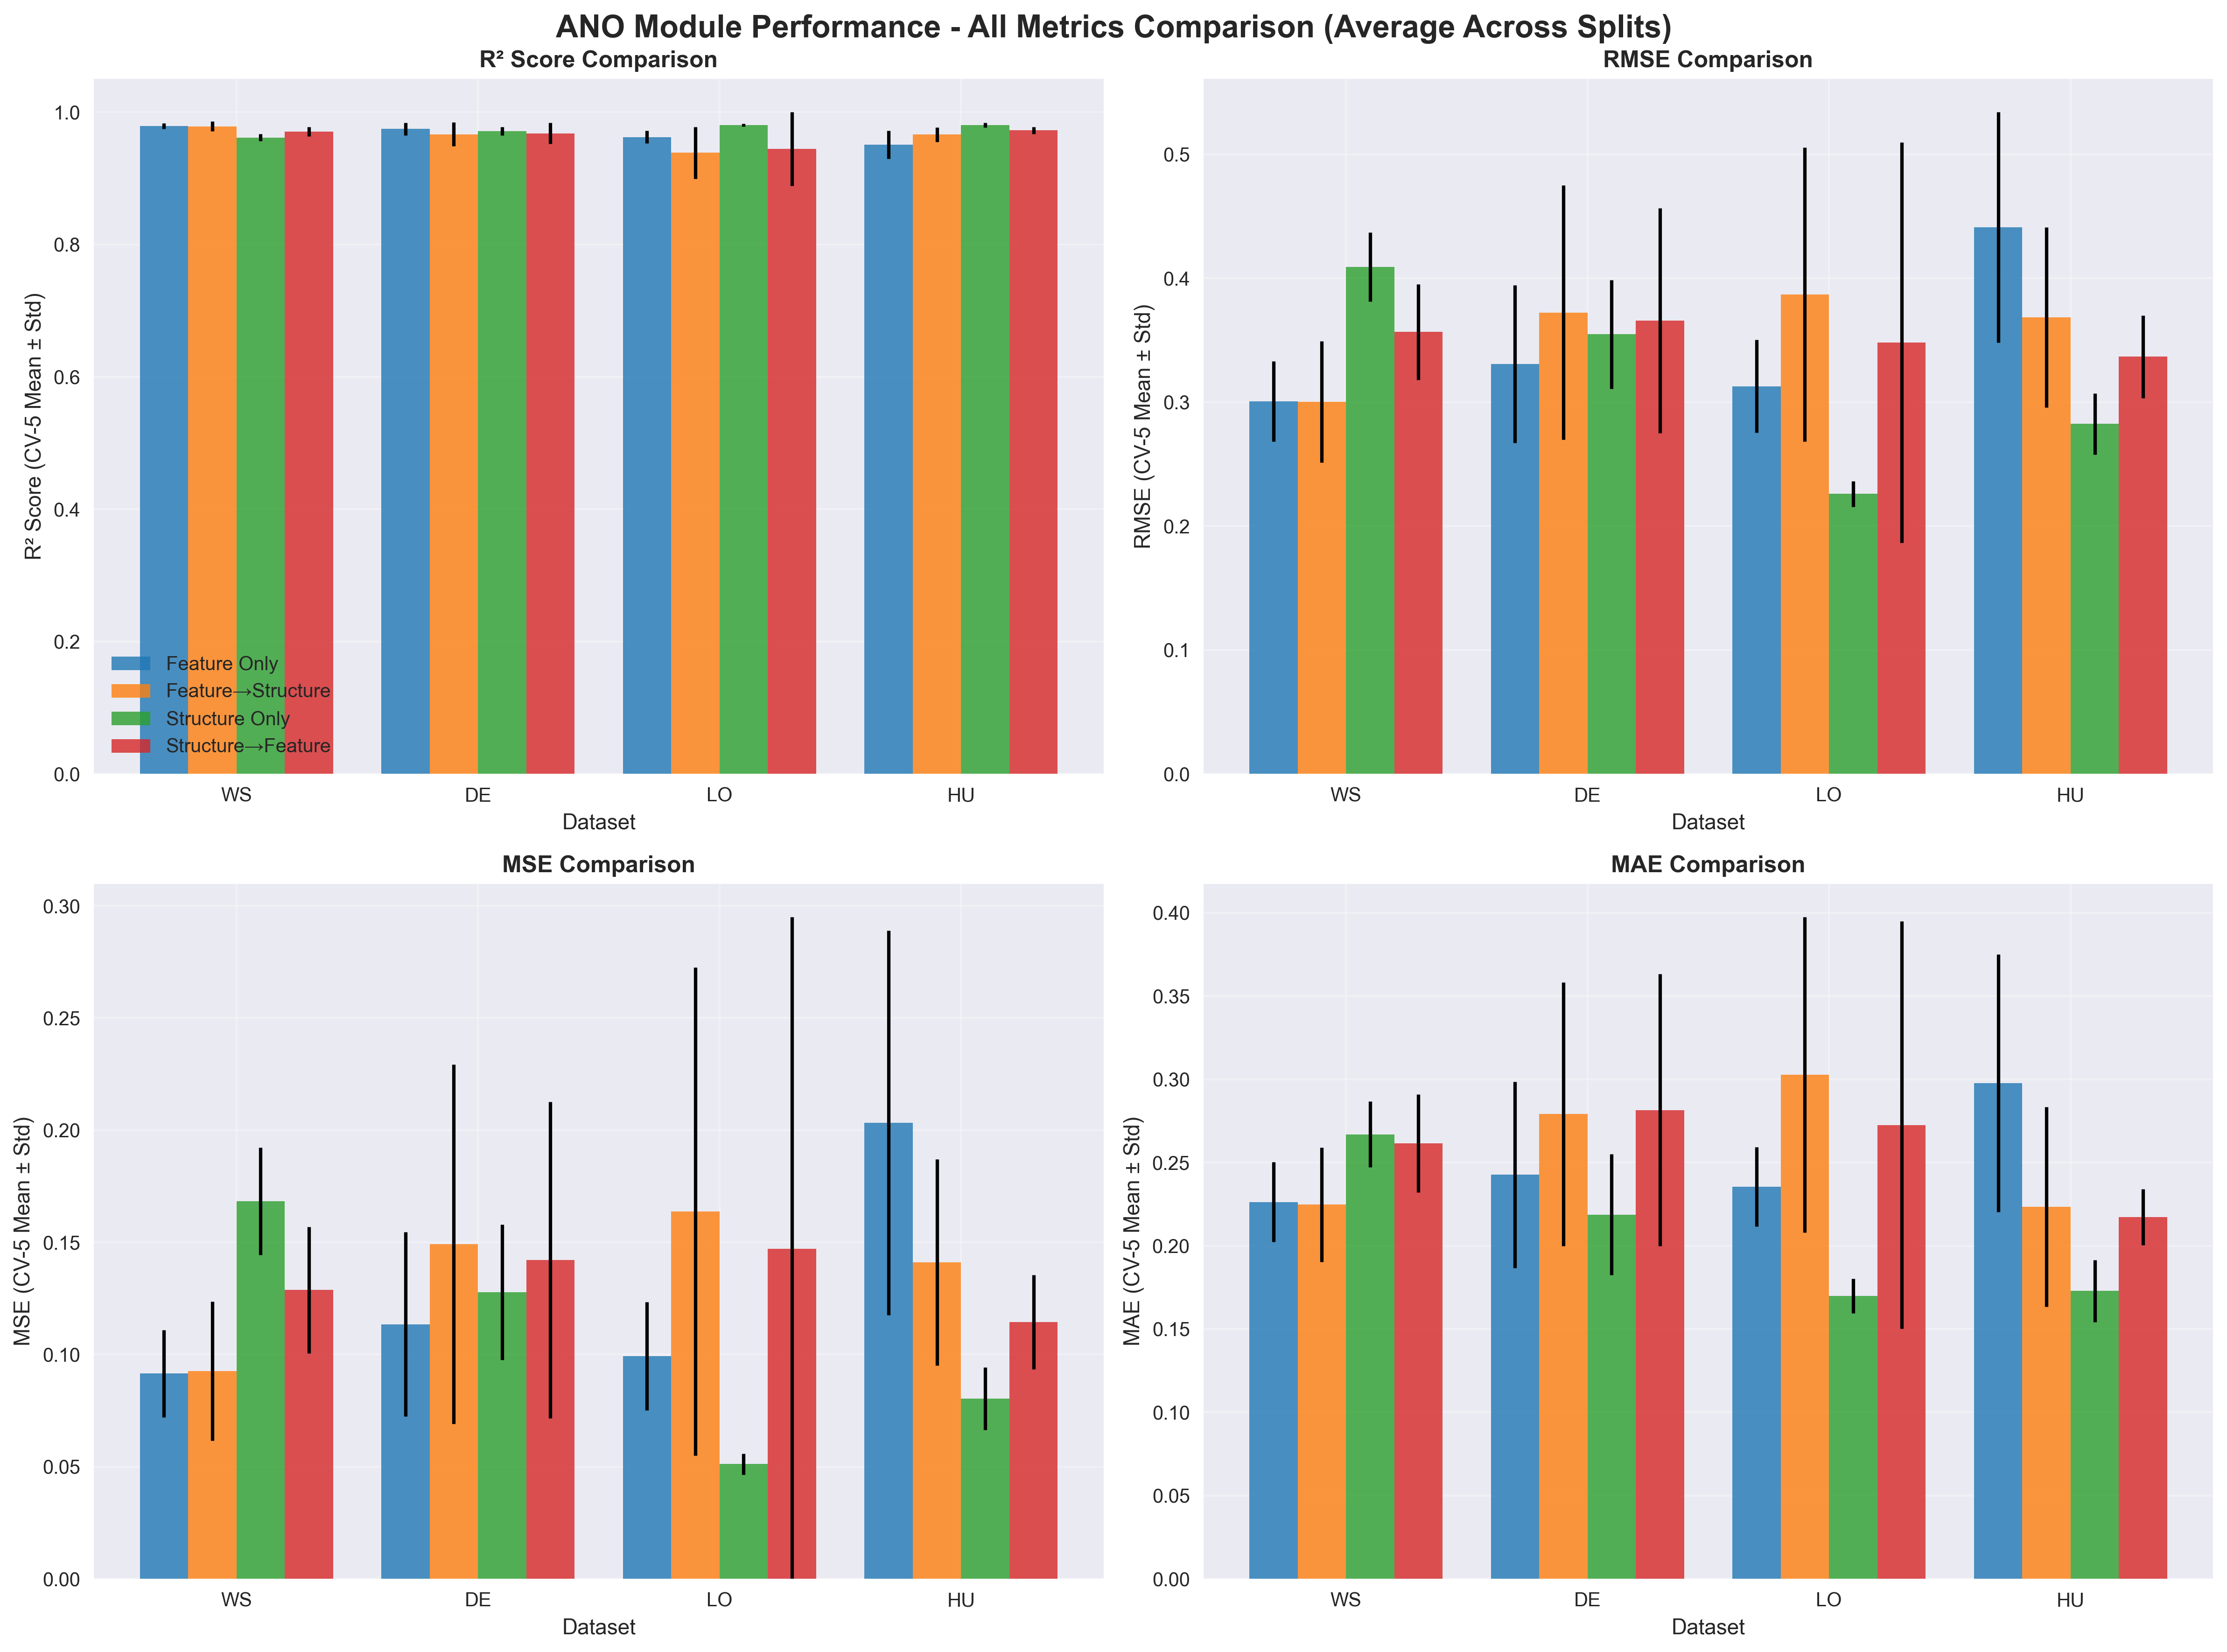 ANO Module Performance - All Metrics Comparison (Average Across Splits)
R² Score Comparison
R² Score (CV-5 Mean ± Std)
1.0
0.8
0.6
0.4
0.2
0.0
Feature Only
Feature→Structure
Structure Only
Structure→Feature
WS DE LO HU
Dataset
RMSE Comparison
RMSE (CV-5 Mean ± Std)
0.5
0.4
0.3
0.2
0.1
0.0
WS DE LO HU
Dataset
MSE Comparison
MSE (CV-5 Mean ± Std)
0.30
0.25
0.20
0.15
0.10
0.05
0.00
WS DE LO HU
Dataset
MAE Comparison
MAE (CV-5 Mean ± Std)
0.40
0.35
0.30
0.25
0.20
0.15
0.10
0.05
0.00
WS DE LO HU
Dataset